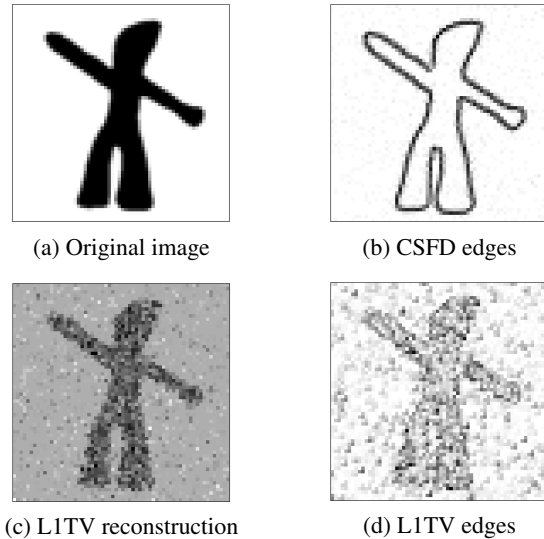 (a) Original image
(b) CSFD edges
(c) L1TV reconstruction
(d) L1TV edges